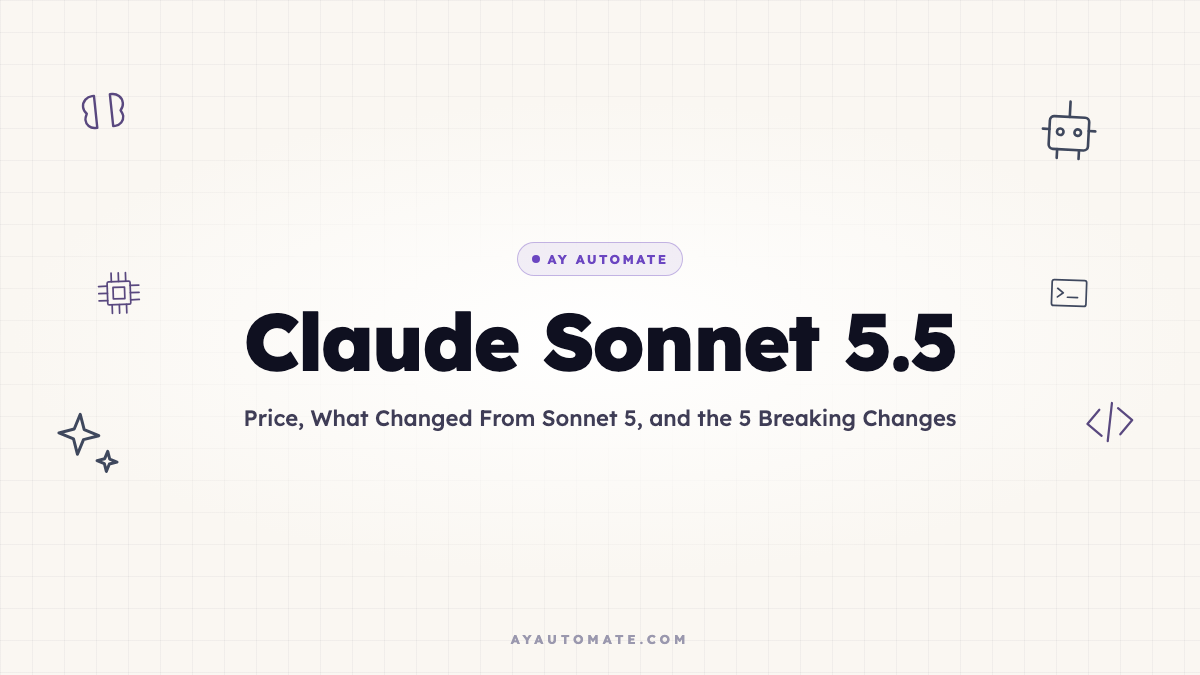 AY AUTOMATE
Claude Sonnet 5.5
Price, What Changed From Sonnet 5, and the 5 Breaking Changes
AYAUTOMATE.COM